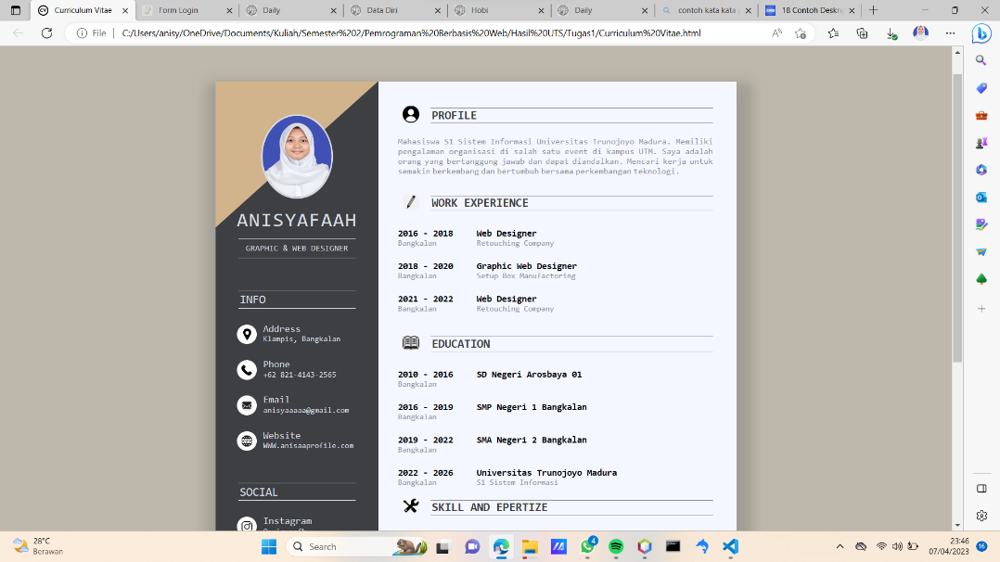 Curriculum Vitae
Form Login
Daily
Data Diri
Hobi
Daily
contoh kata kata
18 Contoh Deskri
File
C:/Users/anisy/OneDrive/Documents/Kuliah/Semester%202/Pemrograman%20Berbasis%20Web/Hasil%20UTS/Tugas1/Curriculum%20Vitae.html
ANISYAFAAH
GRAPHIC & WEB DESIGNER
INFO
Address
Klampis, Bangkalan
Phone
+62 821-4143-2565
Email
anisyaaaaa@gmail.com
Website
WWW.anisaaprofile.com
SOCIAL
Instagram
PROFILE
Mahasiswa S1 Sistem Informasi Universitas Trunojoyo Madura. Memiliki
pengalaman organisasi di salah satu event di kampus UTM. Saya adalah
orang yang bertanggung jawab dan dapat diandalkan. Mencari kerja untuk
semakin berkembang dan bertumbuh bersama perkembangan teknologi.
WORK EXPERIENCE
2016 - 2018 Web Designer
Bangkalan Retouching Company
2018 - 2020 Graphic Web Designer
Bangkalan Setup Box Manufactoring
2021 - 2022 Web Designer
Bangkalan Retouching Company
EDUCATION
2010 - 2016 SD Negeri Arosbaya 01
Bangkalan
2016 - 2019 SMP Negeri 1 Bangkalan
Bangkalan
2019 - 2022 SMA Negeri 2 Bangkalan
Bangkalan
2022 - 2026 Universitas Trunojoyo Madura
Bangkalan S1 Sistem Informasi
SKILL AND EPERTIZE
28°C
Berawan
Search
4
23:46
07/04/2023
16